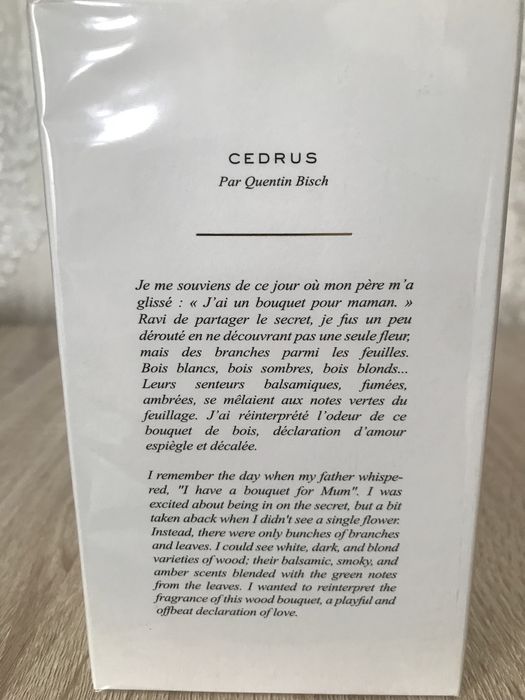 CEDRUS
Par Quentin Bisch
Je me souviens de ce jour où mon père m'a
glissé : « J'ai un bouquet pour maman. »
Ravi de partager le secret, je fus un peu
dérouté en ne découvrant pas une seule fleur,
mais des branches parmi les feuilles.
Bois blancs, bois sombres, bois blonds...
Leurs senteurs balsamiques, fumées,
ambrées, se mêlaient aux notes vertes du
feuillage. J'ai réinterprété l'odeur de ce
bouquet de bois, déclaration d'amour
espiègle et décalée.
I remember the day when my father whispe-
red, "I have a bouquet for Mum". I was
excited about being in on the secret, but a bit
taken aback when I didn't see a single flower.
Instead, there were only bunches of branches
and leaves. I could see white, dark, and blond
varieties of wood; their balsamic, smoky, and
amber scents blended with the green notes
from the leaves. I wanted to reinterpret the
fragrance of this wood bouquet, a playful and
offbeat declaration of love.